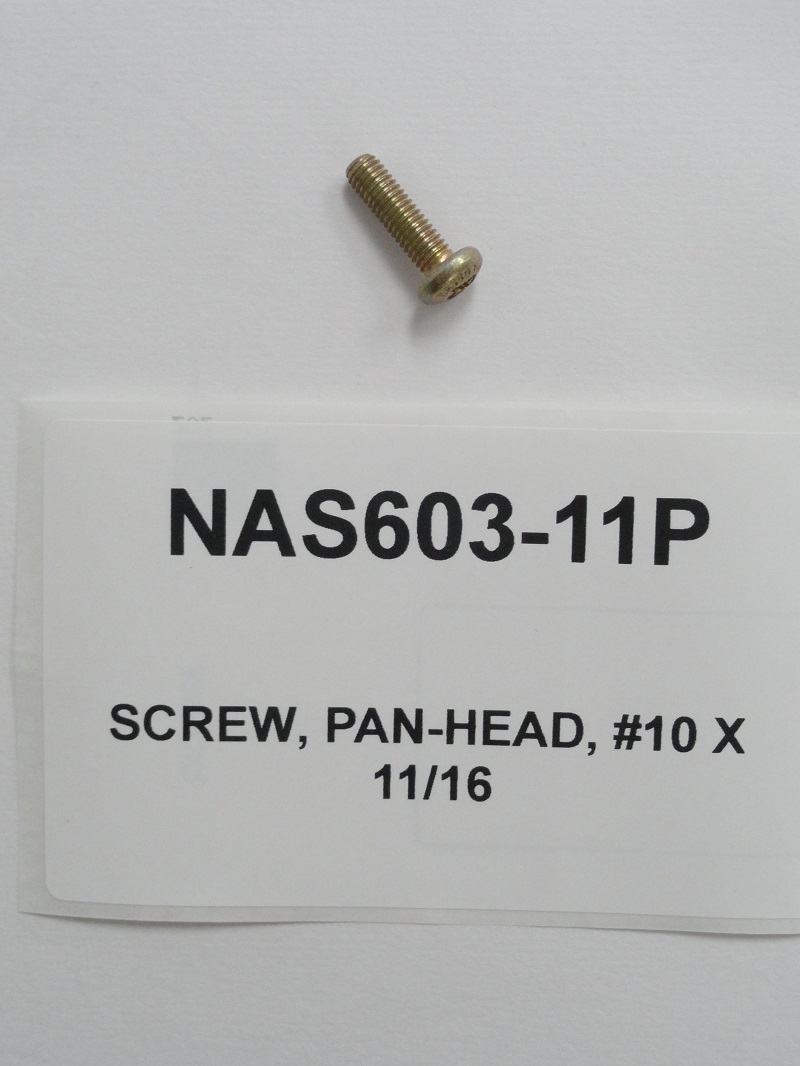 NAS603-11P
SCREW, PAN-HEAD, #10 X
11/16